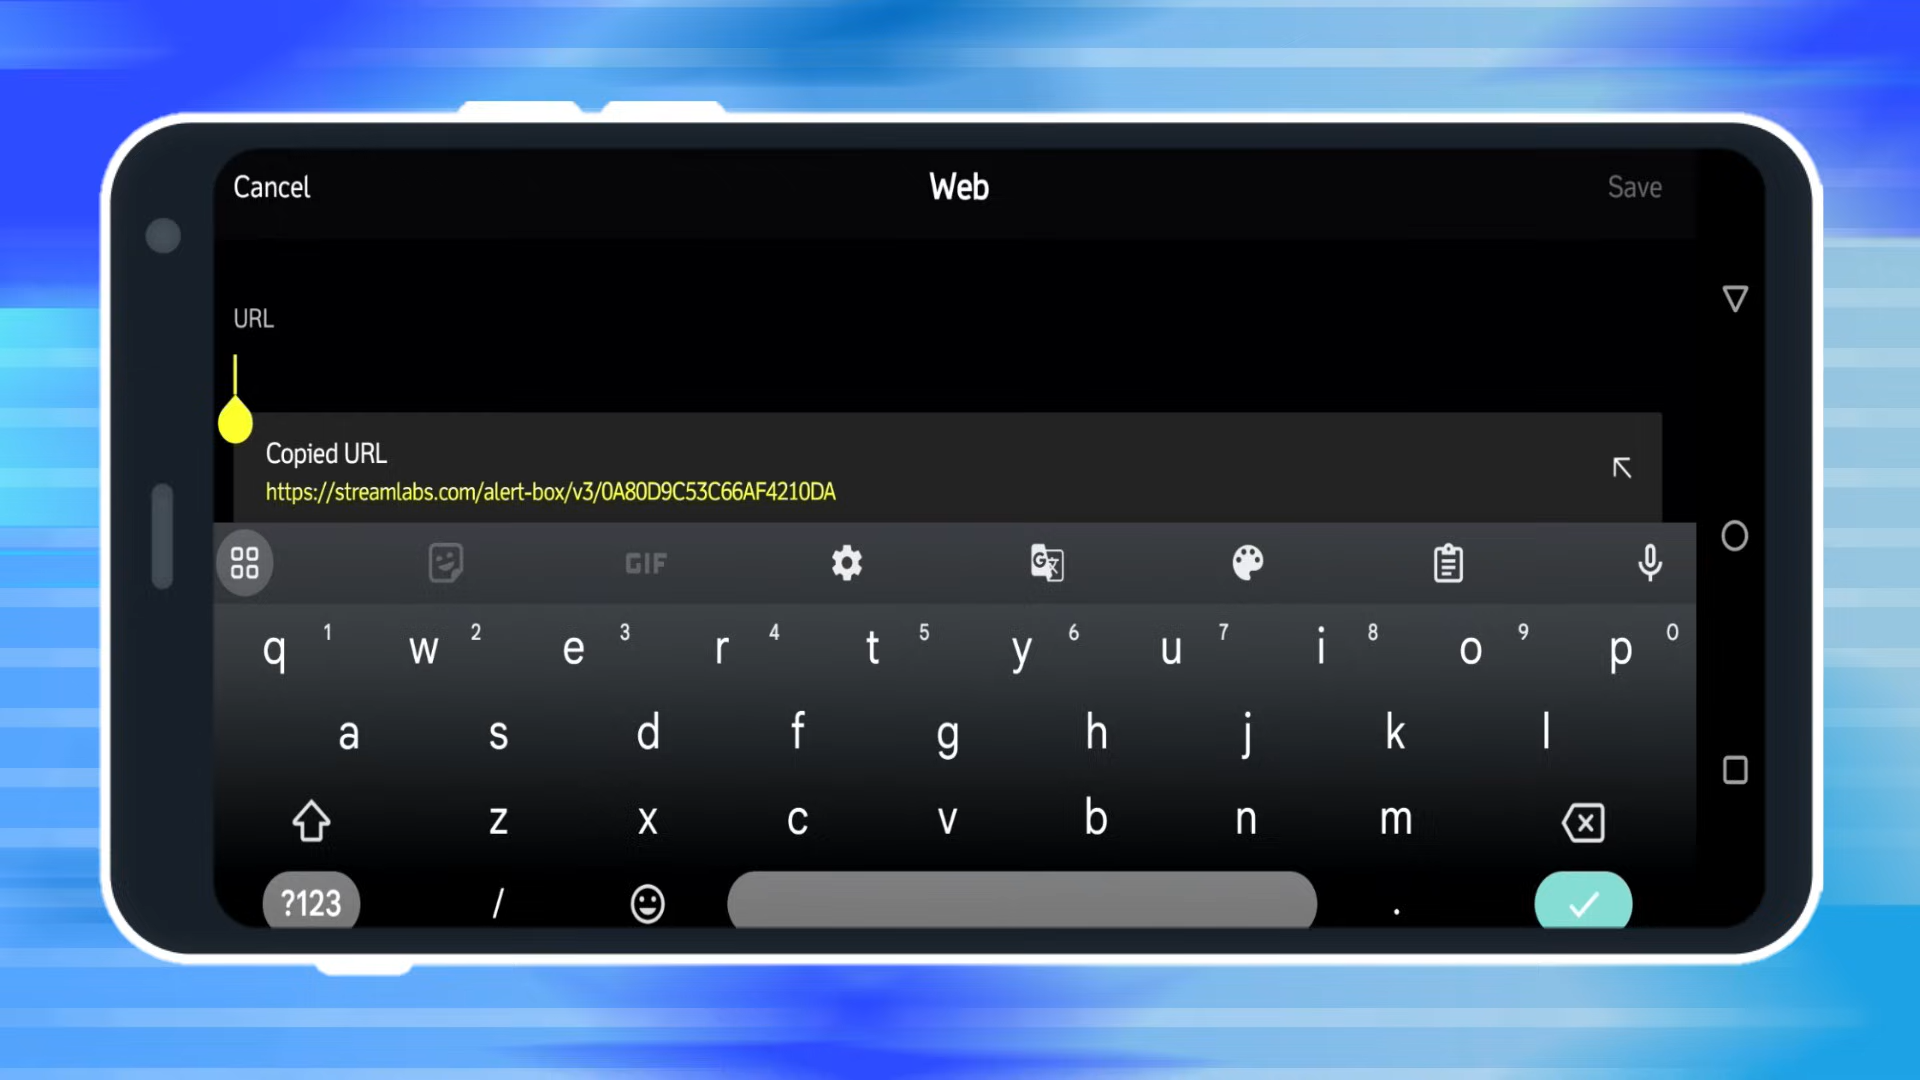 Cancel Web Save
URL
Copied URL
https://streamlabs.com/alert-box/v3/0A80D9C53C66AF4210DA
GIF G
q 1 w 2 e 3 r 4 t 5 y 6 u 7 i 8 o 9 p 0
a s d f g h j k l
z x c v b n m
?123 / .